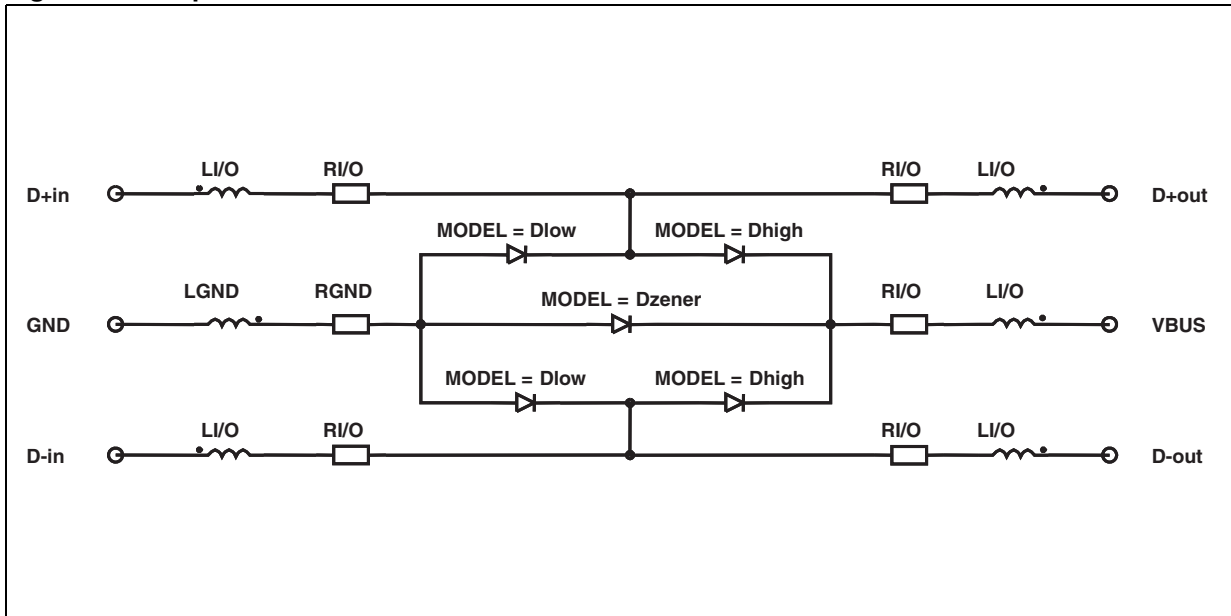 LI/O RI/O RI/O LI/O
D+in D+out
MODEL = Dlow MODEL = Dhigh
LGND RGND MODEL = Dzener RI/O LI/O
GND VBUS
MODEL = Dlow MODEL = Dhigh
LI/O RI/O RI/O LI/O
D-in D-out